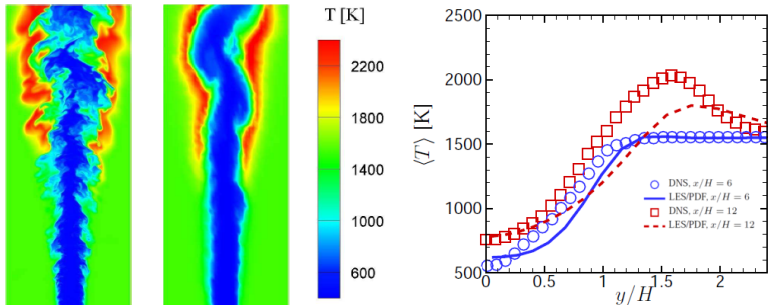 T [K]
2200
1800
1400
1000
600
⟨T⟩ [K]
2500
2000
1500
1000
500
DNS, x/H = 6
LES/PDF, x/H = 6
DNS, x/H = 12
LES/PDF, x/H = 12
0 0.5 1 1.5 2
y/H